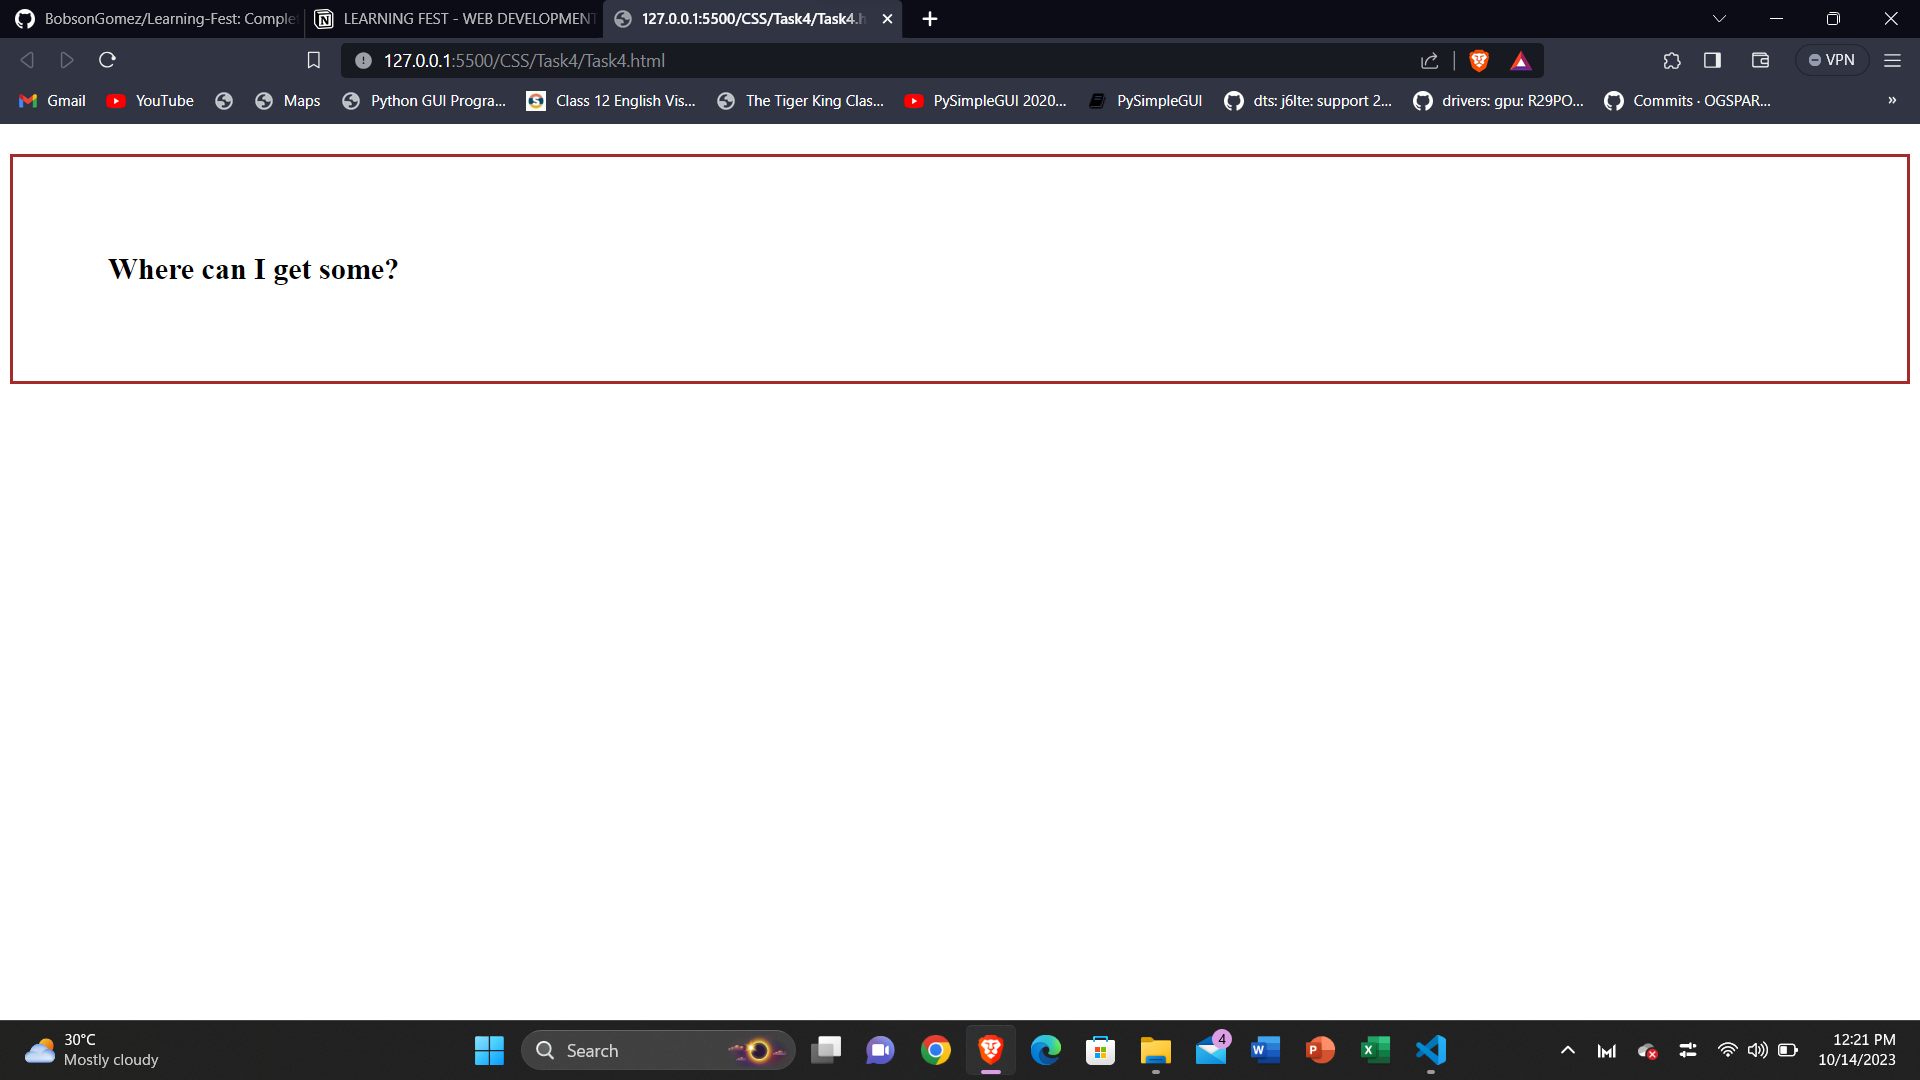 BobsonGomez/Learning-Fest: Comple
LEARNING FEST - WEB DEVELOPMENT
127.0.0.1:5500/CSS/Task4/Task4.h
127.0.0.1:5500/CSS/Task4/Task4.html
VPN
Gmail
YouTube
Maps
Python GUI Progra...
Class 12 English Vis...
The Tiger King Clas...
PySimpleGUI 2020...
PySimpleGUI
dts: j6lte: support 2...
drivers: gpu: R29PO...
Commits · OGSPAR...
»
Where can I get some?
30°C
Mostly cloudy
Search
4
12:21 PM
10/14/2023